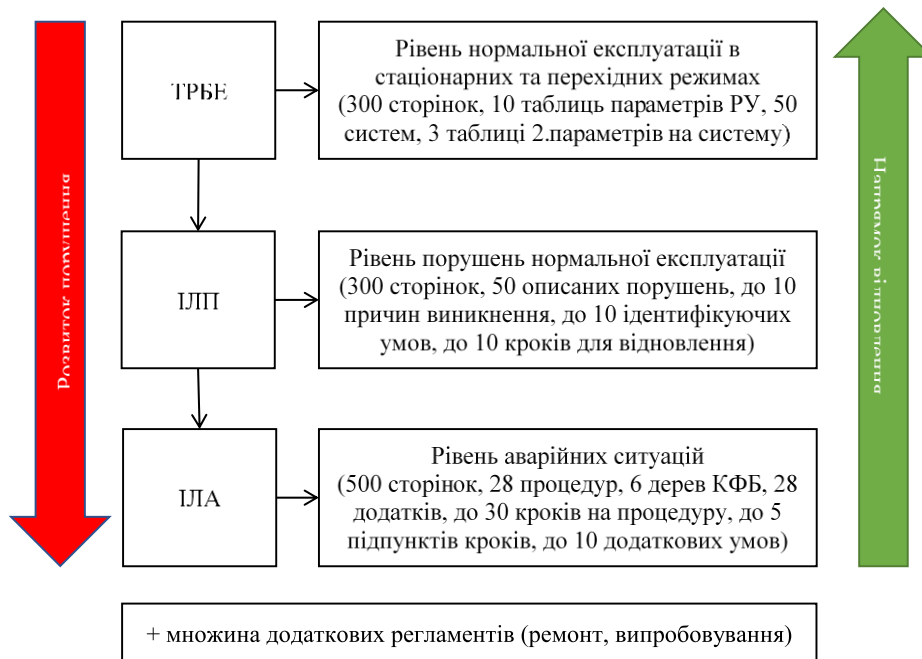 Розвиток порушення
ТРБЕ
Рівень нормальної експлуатації в
стаціонарних та перехідних режимах
(300 сторінок, 10 таблиць параметрів РУ, 50
систем, 3 таблиці 2.параметрів на систему)
ІЛП
Рівень порушень нормальної експлуатації
(300 сторінок, 50 описаних порушень, до 10
причин виникнення, до 10 ідентифікуючих
умов, до 10 кроків для відновлення)
ІЛА
Рівень аварійних ситуацій
(500 сторінок, 28 процедур, 6 дерев КФБ, 28
додатків, до 30 кроків на процедуру, до 5
підпунктів кроків, до 10 додаткових умов)
Напрямок відновлення
+ множина додаткових регламентів (ремонт, випробовування)